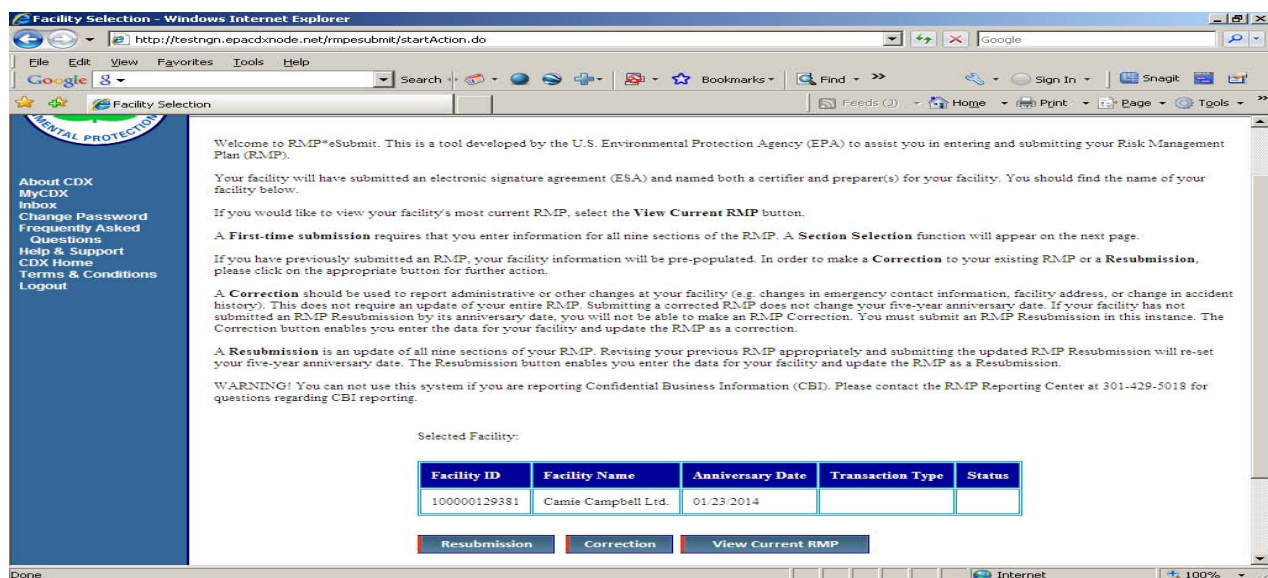 Facility Selection - Windows Internet Explorer
http://testngn.epacdxnode.net/rmpesubmit/startAction.do
Google
File Edit View Favorites Tools Help
Google
Search
Bookmarks
Find
Sign In
Snagit
Facility Selection
Feeds (J)
Home
Print
Page
Tools
MENTAL PROTECTIO
About CDX
MyCDX
Inbox
Change Password
Frequently Asked
Questions
Help & Support
CDX Home
Terms & Conditions
Logout
Welcome to RMP*eSubmit. This is a tool developed by the U.S. Environmental Protection Agency (EPA) to assist you in entering and submitting your Risk Management
Plan (RMP).
Your facility will have submitted an electronic signature agreement (ESA) and named both a certifier and preparer(s) for your facility. You should find the name of your
facility below.
If you would like to view your facility's most current RMP, select the View Current RMP button.
A First-time submission requires that you enter information for all nine sections of the RMP. A Section Selection function will appear on the next page.
If you have previously submitted an RMP, your facility information will be pre-populated. In order to make a Correction to your existing RMP or a Resubmission,
please click on the appropriate button for further action.
A Correction should be used to report administrative or other changes at your facility (e.g. changes in emergency contact information, facility address, or change in accident
history). This does not require an update of your entire RMP. Submitting a corrected RMP does not change your five-year anniversary date. If your facility has not
submitted an RMP Resubmission by its anniversary date, you will not be able to make an RMP Correction. You must submit an RMP Resubmission in this instance. The
Correction button enables you enter the data for your facility and update the RMP as a correction.
A Resubmission is an update of all nine sections of your RMP. Revising your previous RMP appropriately and submitting the updated RMP Resubmission will re-set
your five-year anniversary date. The Resubmission button enables you enter the data for your facility and update the RMP as a Resubmission.
WARNING! You can not use this system if you are reporting Confidential Business Information (CBI). Please contact the RMP Reporting Center at 301-429-5018 for
questions regarding CBI reporting.
Selected Facility:
Facility ID Facility Name Anniversary Date Transaction Type Status
100000129381 Camie Campbell Ltd. 01/23/2014
Resubmission Correction View Current RMP
Done
Internet
100%